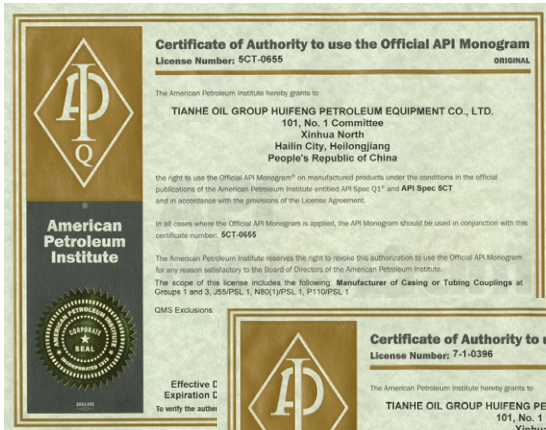 Certificate of Authority to use the Official API Monogram
License Number: 5CT-0655
ORIGINAL
The American Petroleum Institute hereby grants to
TIANHE OIL GROUP HUIFENG PETROLEUM EQUIPMENT CO., LTD.
101, No. 1 Committee
Xinhua North
Hailin City, Heilongjiang
People's Republic of China
the right to use the Official API Monogram® on manufactured products under the conditions in the official
publications of the American Petroleum Institute entitled API Spec Q1® and API Spec 5CT
and in accordance with the provisions of the License Agreement.
In all cases where the Official API Monogram is applied, the API Monogram should be used in conjunction with this
certificate number: 5CT-0655
The American Petroleum Institute reserves the right to revoke this authorization to use the Official API Monogram
for any reason satisfactory to the Board of Directors of the American Petroleum Institute.
The scope of this license includes the following: Manufacturer of Casing or Tubing Couplings at
Groups 1 and 3, J55/PSL 1, N80(1)/PSL 1, P110/PSL 1
QMS Exclusions:
Effective D
Expiration D
To verify the authe
API
Q
American
Petroleum
Institute
AMERICAN PETROLEUM INSTITUTE
CORPORATE
SEAL
INCORPORATED 1919
Certificate of Authority to u
License Number: 7-1-0396
The American Petroleum Institute hereby grants to
TIANHE OIL GROUP HUIFENG PE
101, No. 1
Xinhua
API